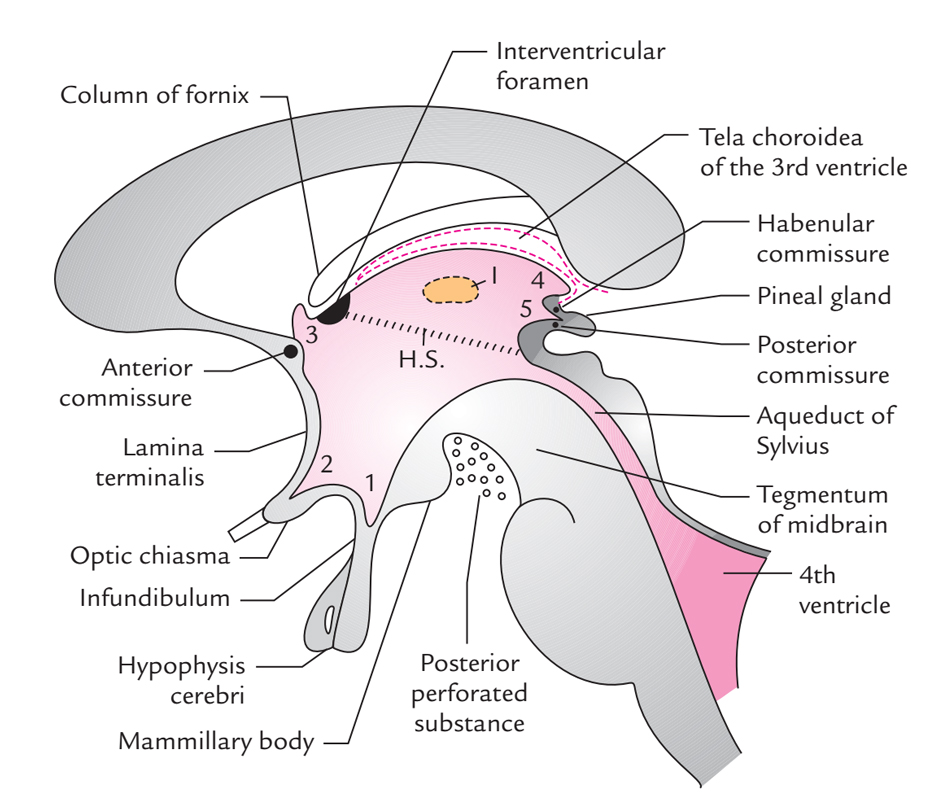 Interventricular
foramen
Column of fornix
Tela choroidea
of the 3rd ventricle
Habenular
commissure
Pineal gland
Posterior
commissure
Aqueduct of
Sylvius
Tegmentum
of midbrain
4th
ventricle
I
4
5
3
H.S.
2
1
Anterior
commissure
Lamina
terminalis
Optic chiasma
Infundibulum
Hypophysis
cerebri
Mammillary body
Posterior
perforated
substance